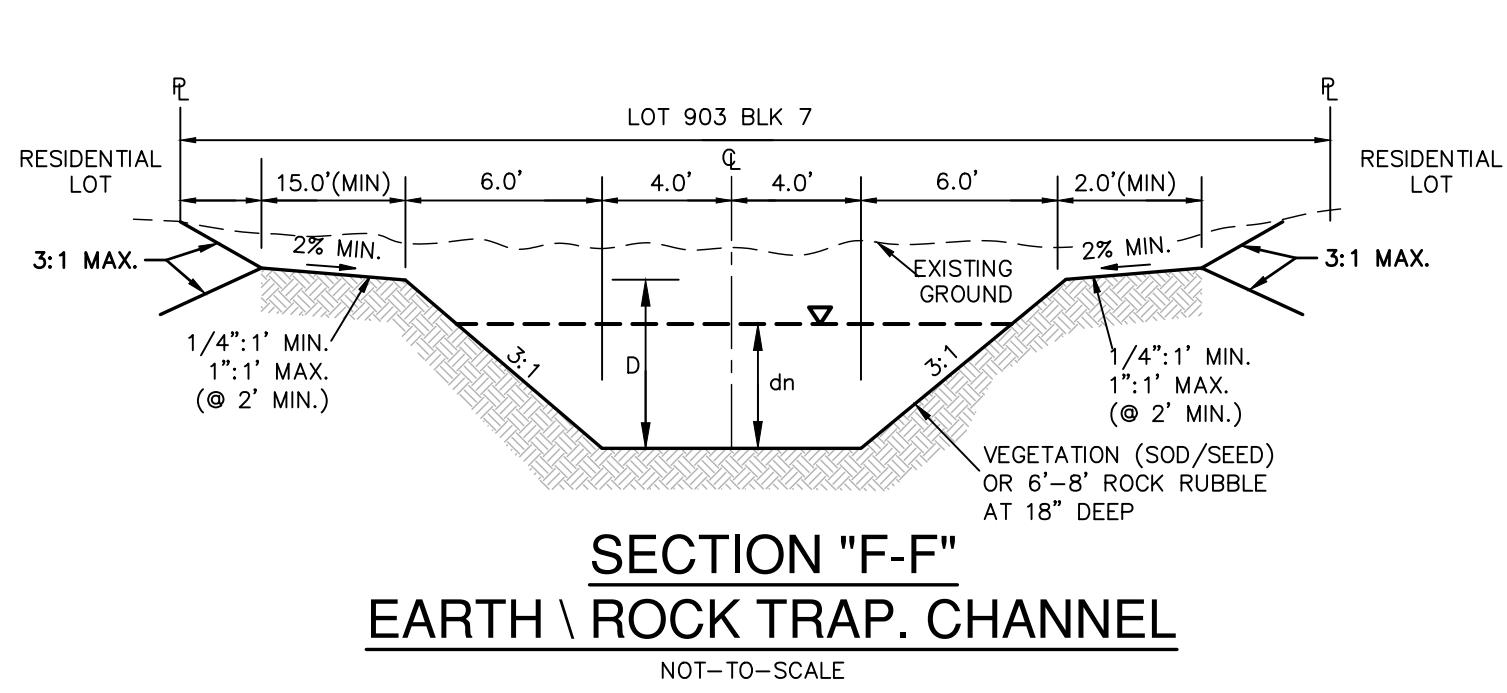 ℄
℄
LOT 903 BLK 7
RESIDENTIAL
LOT
℄
RESIDENTIAL
LOT
15.0'(MIN)
6.0'
4.0'
4.0'
6.0'
2.0'(MIN)
3:1 MAX.
2% MIN.
EXISTING
GROUND
2% MIN.
3:1 MAX.
1/4":1' MIN.
1":1' MAX.
(@ 2' MIN.)
3:1
D
dn
3:1
1/4":1' MIN.
1":1' MAX.
(@ 2' MIN.)
VEGETATION (SOD/SEED)
OR 6'-8' ROCK RUBBLE
AT 18" DEEP
SECTION "F-F"
EARTH \ ROCK TRAP. CHANNEL
NOT-TO-SCALE